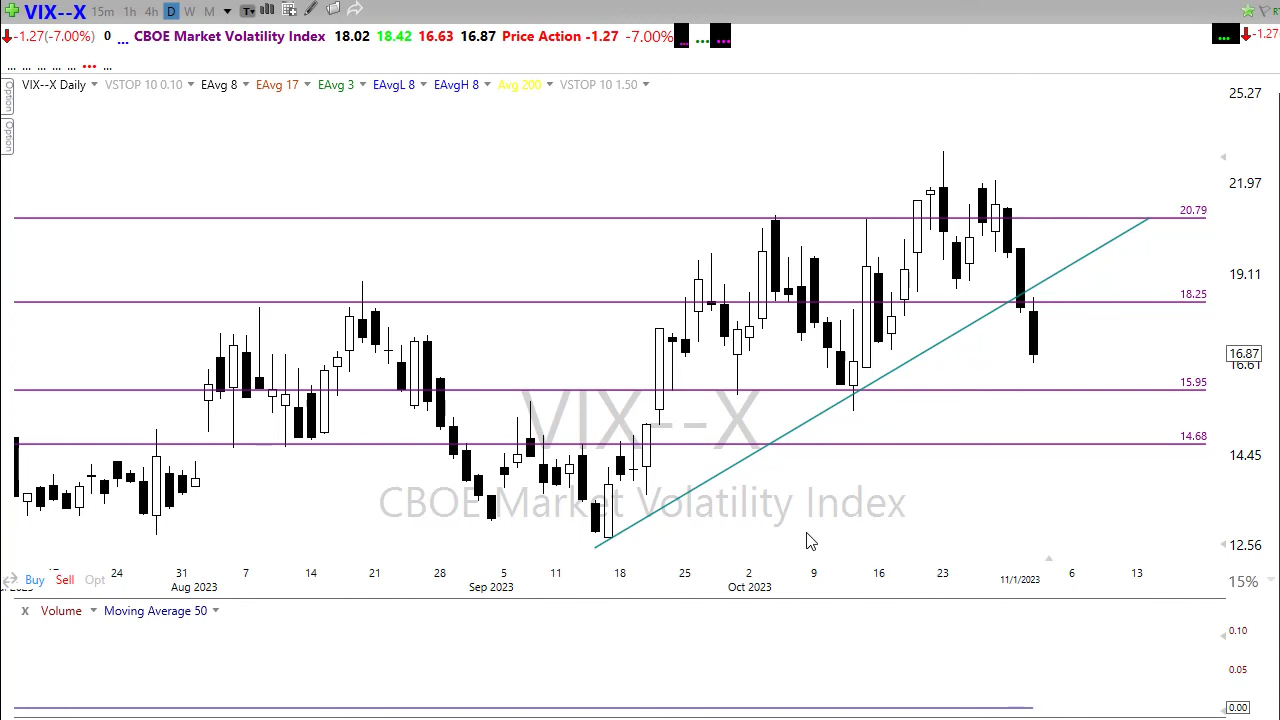 VIX--X 15m 1h 4h D W M
-1.27(-7.00%) 0 ... CBOE Market Volatility Index 18.02 18.42 16.63 16.87 Price Action -1.27 -7.00% ... ... ... ... -1.27
... ... ... ... ... ... ...
VIX--X Daily VSTOP 10 0.10 EAvg 8 EAvg 17 EAvg 3 EAvgL 8 EAvgH 8 Avg 200 VSTOP 10 1.50
Option
Option
25.27
21.97
20.79
19.11
18.25
16.87
16.61
15.95
14.68
14.45
12.56
VIX--X
CBOE Market Volatility Index
24 31 7 14 21 28 5 11 18 25 2 9 16 23 11/1/2023 6 13
Aug 2023 Sep 2023 Oct 2023
Buy Sell Opt
15%
x Volume Moving Average 50
0.10
0.05
0.00